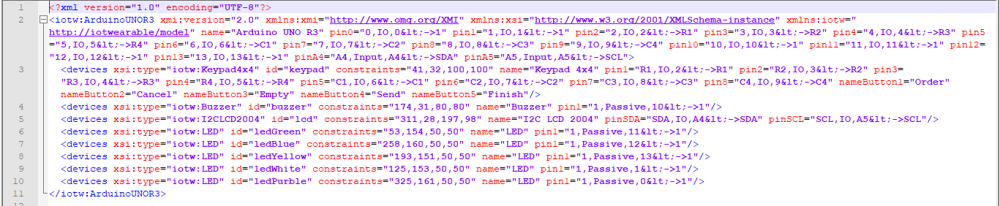 1 <?xml version="1.0" encoding="UTF-8"?>
2 <iotw:ArduinoUNOR3 xmi:version="2.0" xmlns:xmi="http://www.omg.org/XMI" xmlns:xsi="http://www.w3.org/2001/XMLSchema-instance" xmlns:iotw="
http://iotwearable/model" name="Arduino UNO R3" pin0="0,IO,0&lt;->1" pin1="1,IO,1&lt;->1" pin2="2,IO,2&lt;->R1" pin3="3,IO,3&lt;->R2" pin4="4,IO,4&lt;->R3" pin5
="5,IO,5&lt;->R4" pin6="6,IO,6&lt;->C1" pin7="7,IO,7&lt;->C2" pin8="8,IO,8&lt;->C3" pin9="9,IO,9&lt;->C4" pin10="10,IO,10&lt;->1" pin11="11,IO,11&lt;->1" pin12=
"12,IO,12&lt;->1" pin13="13,IO,13&lt;->1" pinA4="A4,Input,A4&lt;->SDA" pinA5="A5,Input,A5&lt;->SCL">
3 <devices xsi:type="iotw:Keypad4x4" id="keypad" constraints="41,32,100,100" name="Keypad 4x4" pin1="R1,IO,2&lt;->R1" pin2="R2,IO,3&lt;->R2" pin3=
"R3,IO,4&lt;->R3" pin4="R4,IO,5&lt;->R4" pin5="C1,IO,6&lt;->C1" pin6="C2,IO,7&lt;->C2" pin7="C3,IO,8&lt;->C3" pin8="C4,IO,9&lt;->C4" nameButton1="Order"
nameButton2="Cancel" nameButton3="Empty" nameButton4="Send" nameButton5="Finish"/>
4 <devices xsi:type="iotw:Buzzer" id="buzzer" constraints="174,31,80,80" name="Buzzer" pin1="1,Passive,10&lt;->1"/>
5 <devices xsi:type="iotw:I2CLCD2004" id="lcd" constraints="311,28,197,98" name="I2C LCD 2004" pinSDA="SDA,IO,A4&lt;->SDA" pinSCL="SCL,IO,A5&lt;->SCL"/>
6 <devices xsi:type="iotw:LED" id="ledGreen" constraints="53,154,50,50" name="LED" pin1="1,Passive,11&lt;->1"/>
7 <devices xsi:type="iotw:LED" id="ledBlue" constraints="258,160,50,50" name="LED" pin1="1,Passive,12&lt;->1"/>
8 <devices xsi:type="iotw:LED" id="ledYellow" constraints="193,151,50,50" name="LED" pin1="1,Passive,13&lt;->1"/>
9 <devices xsi:type="iotw:LED" id="ledWhite" constraints="125,153,50,50" name="LED" pin1="1,Passive,1&lt;->1"/>
10 <devices xsi:type="iotw:LED" id="ledPurble" constraints="325,161,50,50" name="LED" pin1="1,Passive,0&lt;->1"/>
11 </iotw:ArduinoUNOR3>